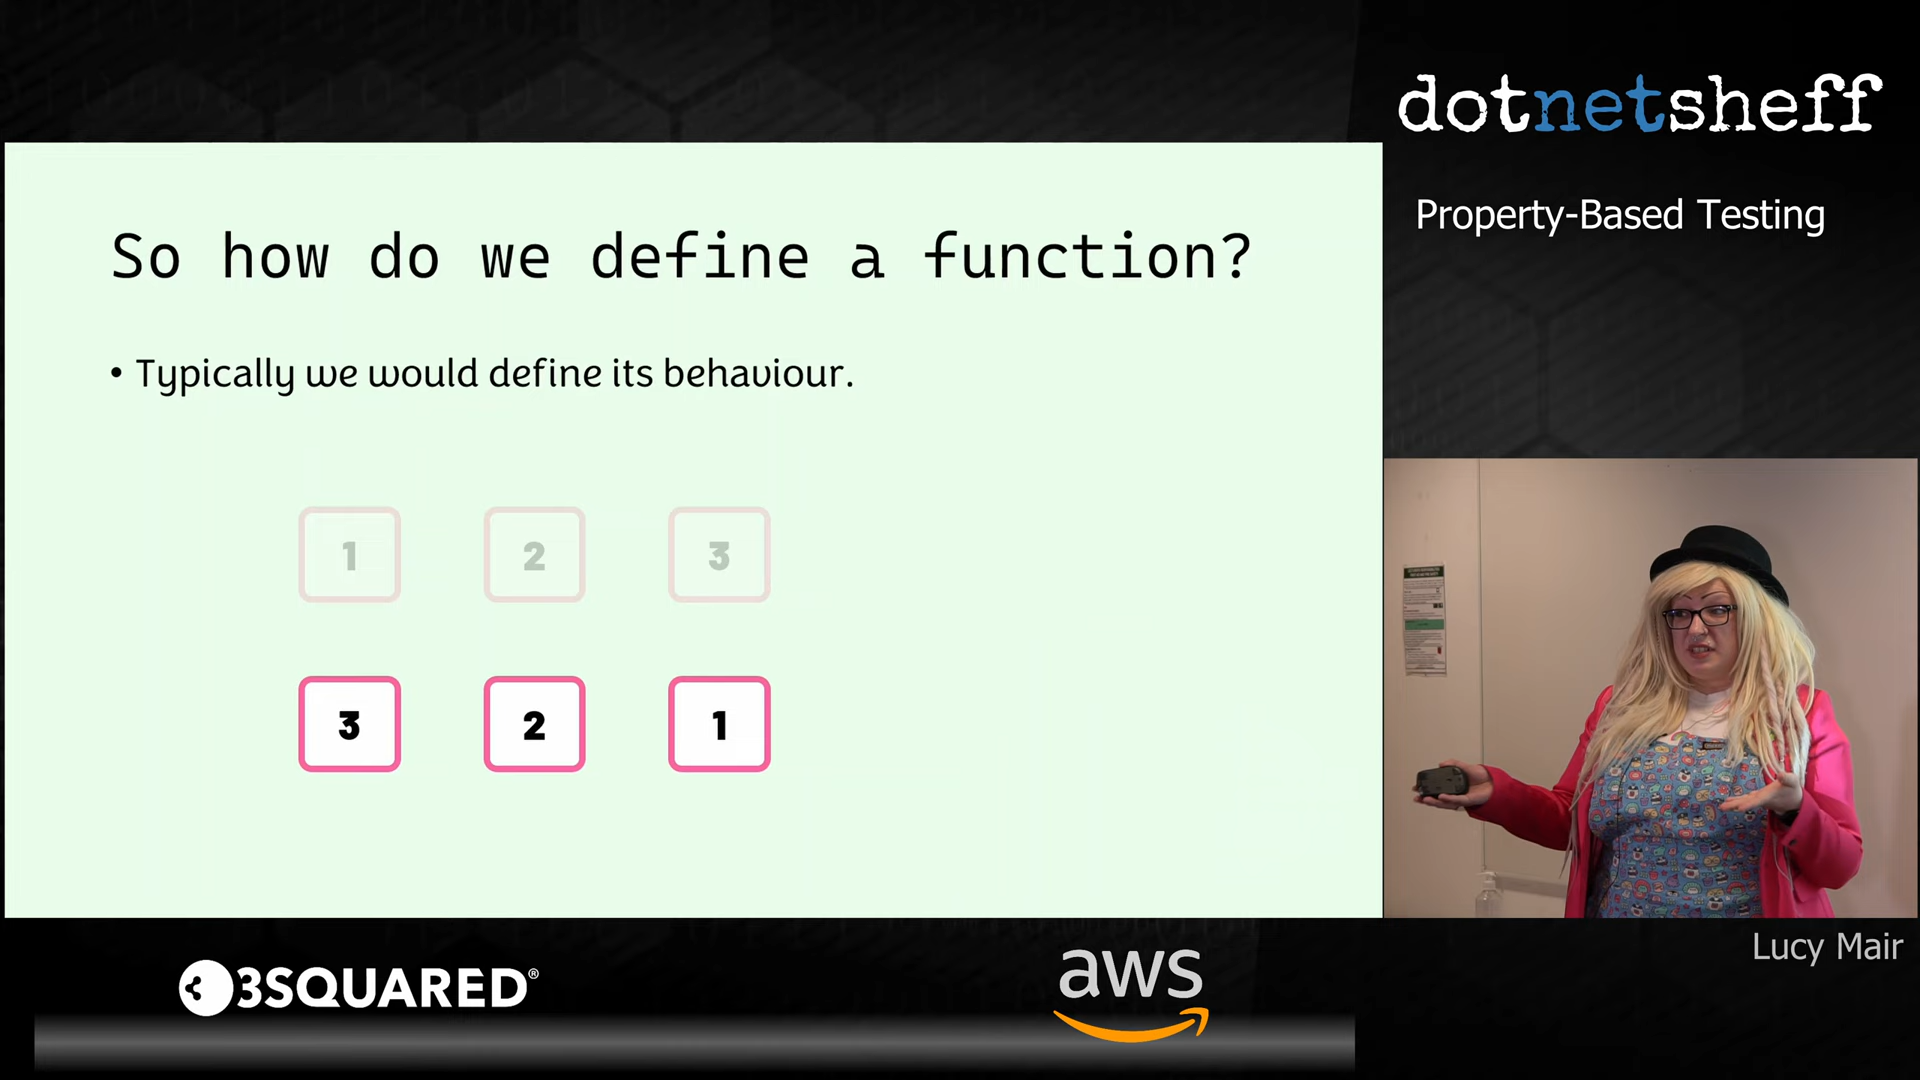 dotnetsheff
Property-Based Testing
So how do we define a function?
• Typically we would define its behaviour.
1 2 3
3 2 1
Lucy Mair
3SQUARED®
aws